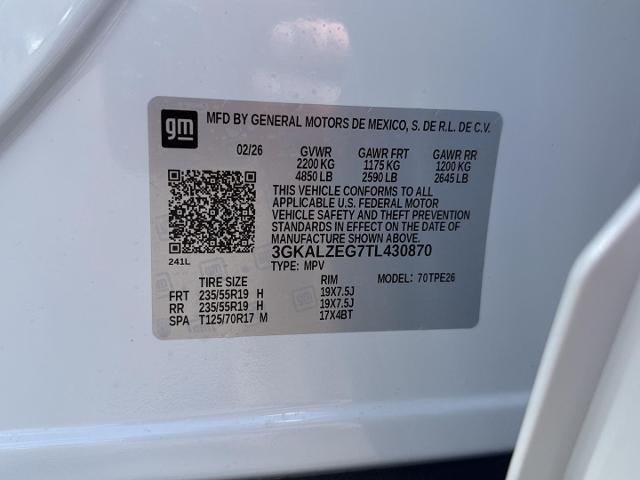 gm MFD BY GENERAL MOTORS DE MEXICO, S. DE R.L. DE C.V.
02/26 GVWR GAWR FRT GAWR RR
2200 KG 1175 KG 1200 KG
4850 LB 2590 LB 2645 LB
THIS VEHICLE CONFORMS TO ALL
APPLICABLE U.S. FEDERAL MOTOR
VEHICLE SAFETY AND THEFT PREVENTION
STANDARDS IN EFFECT ON THE DATE OF
MANUFACTURE SHOWN ABOVE.
241L 3GKALZEG7TL430870
TYPE: MPV MODEL: 70TPE26
TIRE SIZE RIM
FRT 235/55R19 H 19X7.5J
RR 235/55R19 H 19X7.5J
SPA T125/70R17 M 17X4BT